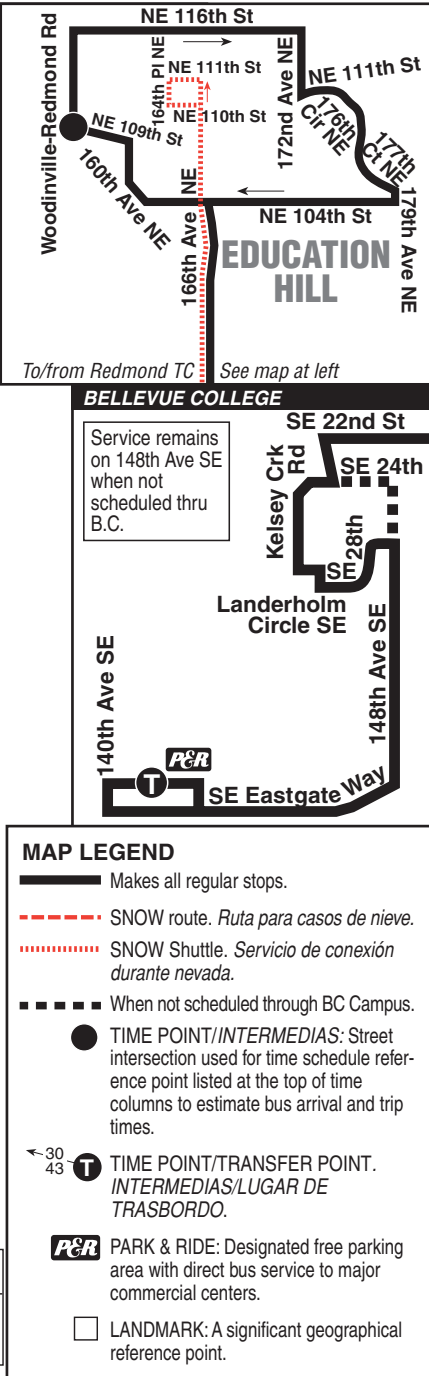 NE 116th St
Woodinville-Redmond Rd
164th Pl NE
NE 111th St
NE 110th St
172nd Ave NE
NE 111th St
176th
Cir NE
177th
Ct NE
179th Ave NE
NE 109th St
160th Ave NE
166th Ave NE
NE 104th St
EDUCATION
HILL
To/from Redmond TC
See map at left
BELLEVUE COLLEGE
Service remains
on 148th Ave SE
when not
scheduled thru
B.C.
SE 22nd St
Kelsey Crk
Rd
SE 24th
SE 28th
Landerholm
Circle SE
148th Ave SE
140th Ave SE
P&R
T
SE Eastgate Way
MAP LEGEND
Makes all regular stops.
SNOW route. Ruta para casos de nieve.
SNOW Shuttle. Servicio de conexión
durante nevada.
When not scheduled through BC Campus.
TIME POINT/INTERMEDIAS: Street
intersection used for time schedule refer-
ence point listed at the top of time
columns to estimate bus arrival and trip
times.
30
43 T TIME POINT/TRANSFER POINT.
INTERMEDIAS/LUGAR DE
TRASBORDO.
P&R PARK & RIDE: Designated free parking
area with direct bus service to major
commercial centers.
LANDMARK: A significant geographical
reference point.